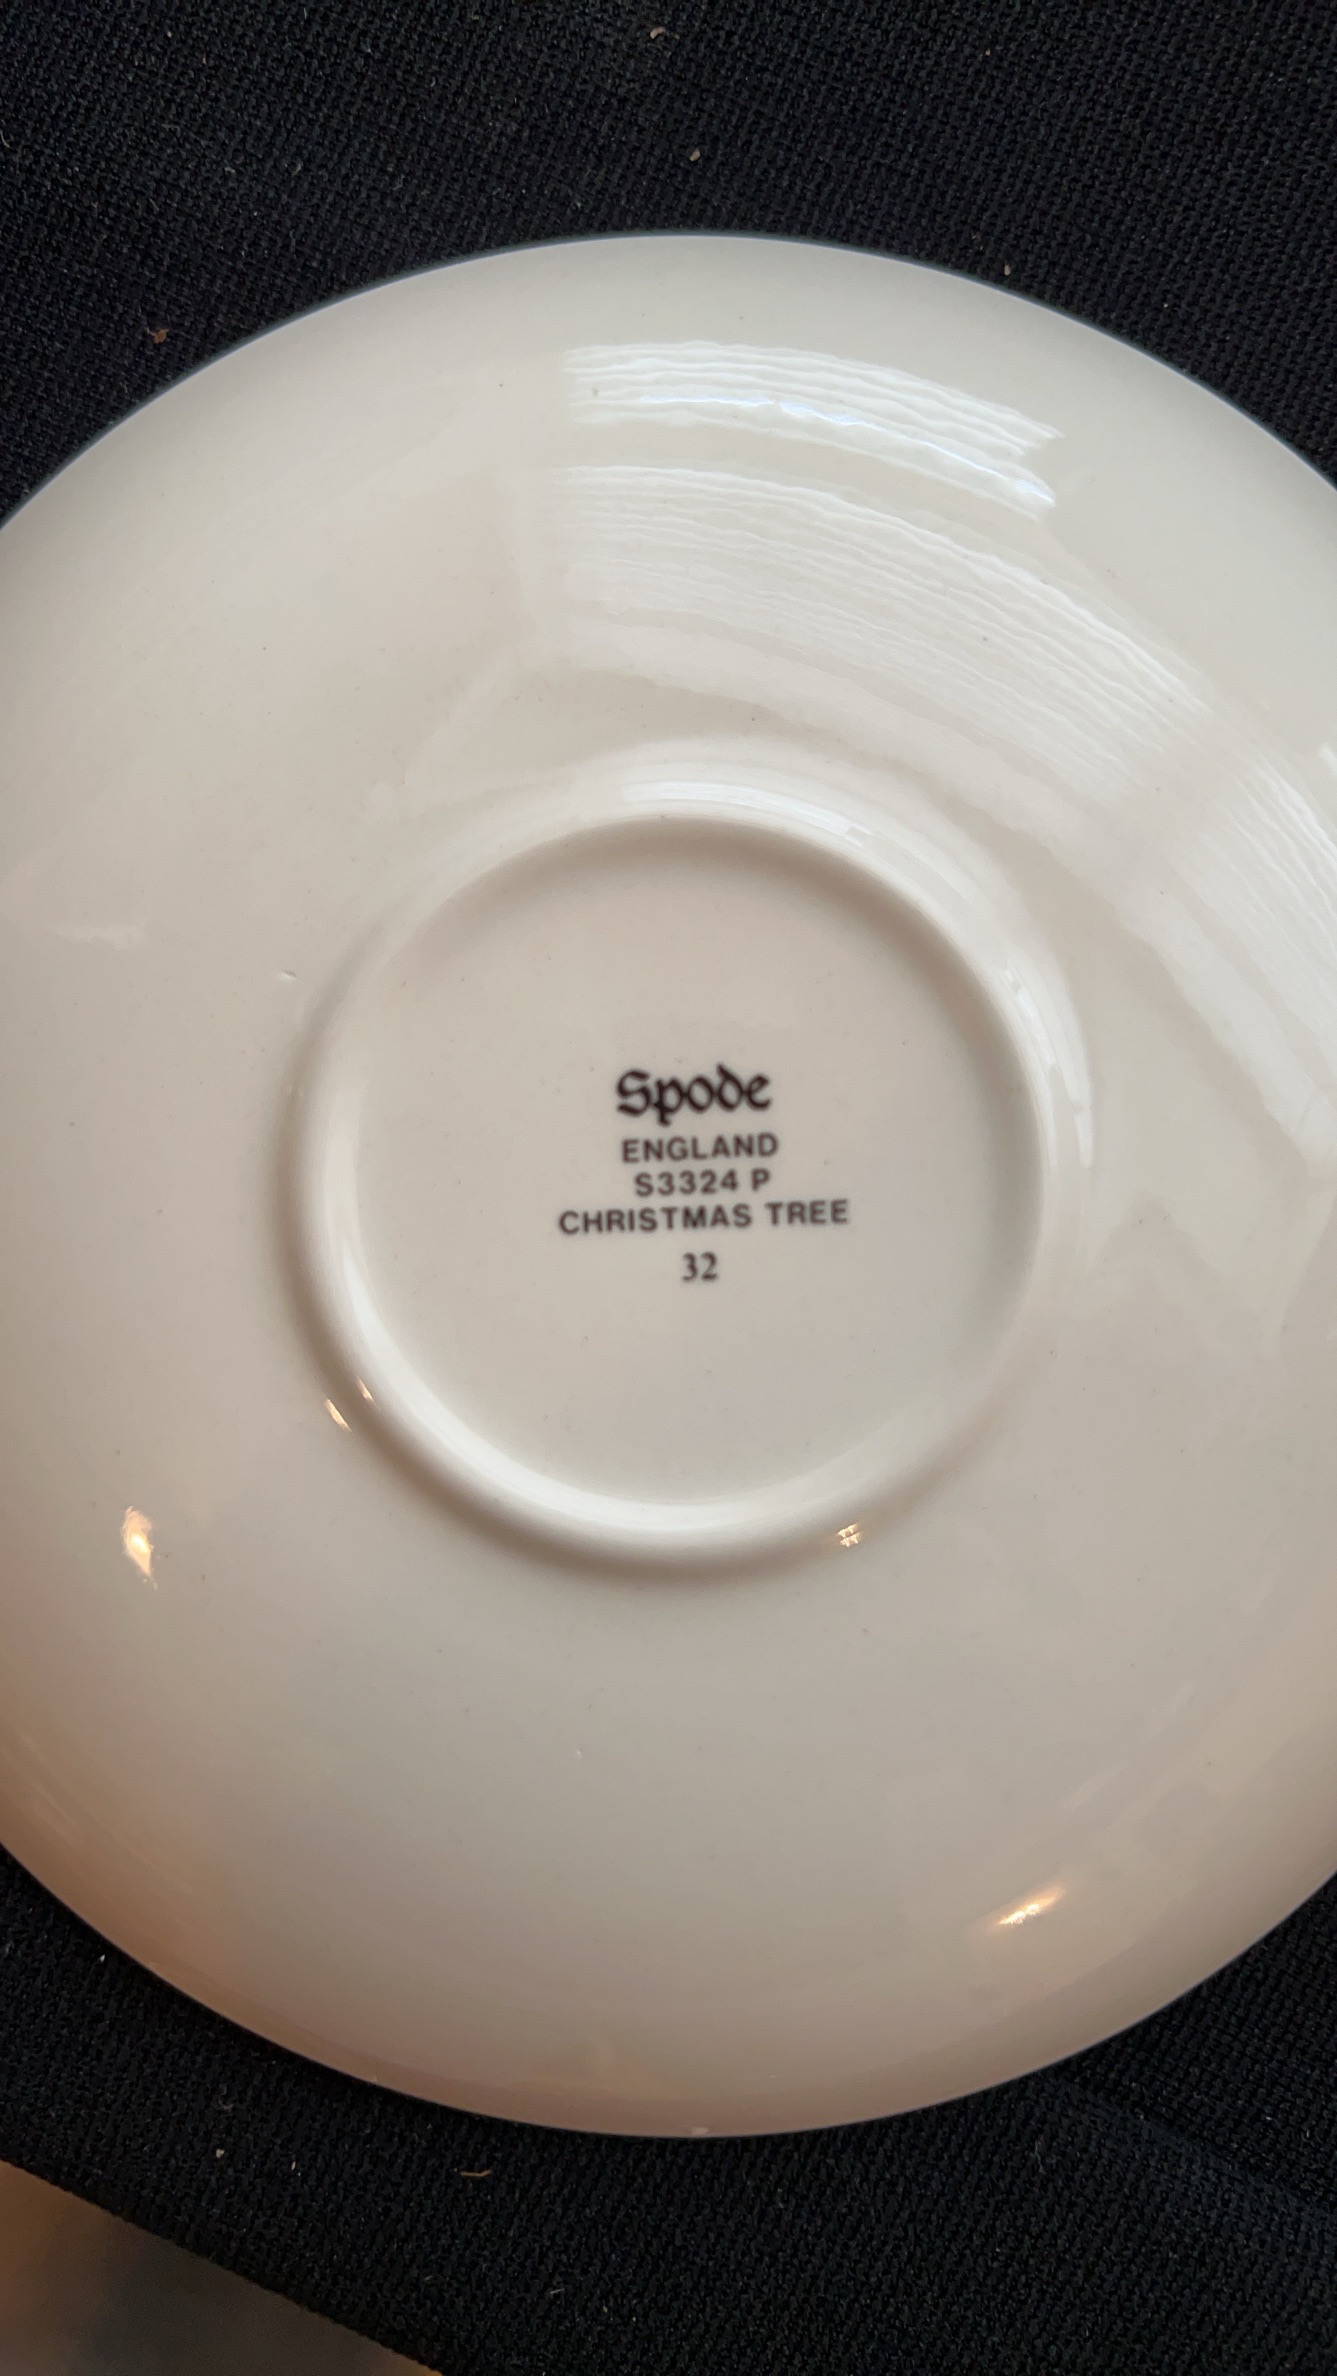 Spode
ENGLAND
S3324 P
CHRISTMAS TREE
32